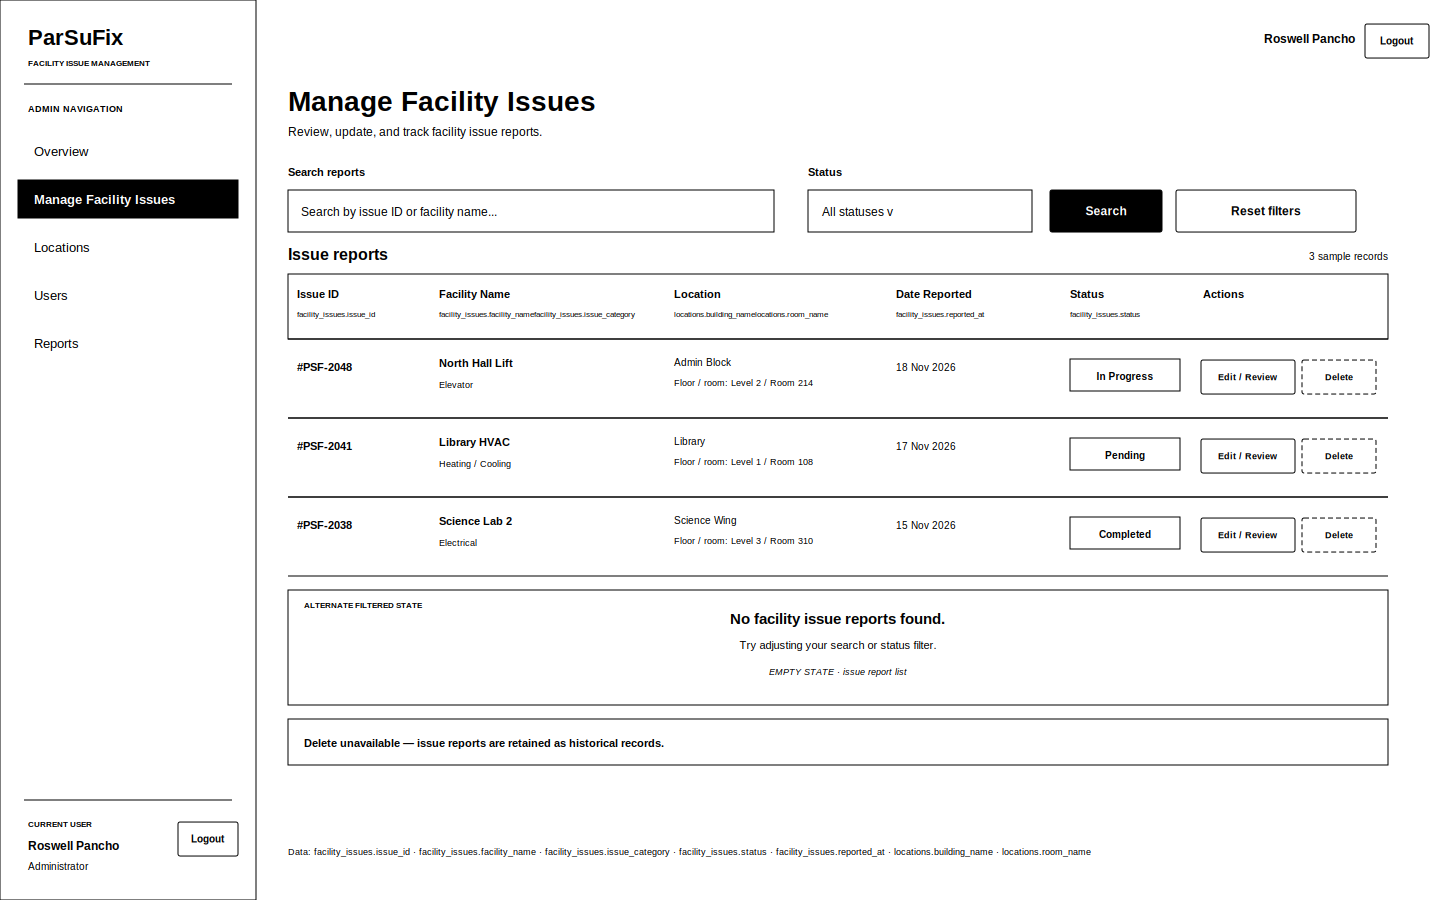 ParSuFix
FACILITY ISSUE MANAGEMENT
ADMIN NAVIGATION
Overview
Manage Facility Issues
Locations
Users
Reports
CURRENT USER
Roswell Pancho
Administrator
Logout
Roswell Pancho
Logout
Manage Facility Issues
Review, update, and track facility issue reports.
Search reports
Status
Search by issue ID or facility name...
All statuses v
Search
Reset filters
Issue reports
3 sample records
Issue ID
Facility Name
Location
Date Reported
Status
Actions
facility_issues.issue_id
facility_issues.facility_namefacility_issues.issue_category
locations.building_namelocations.room_name
facility_issues.reported_at
facility_issues.status
#PSF-2048
North Hall Lift
Elevator
Admin Block
Floor / room: Level 2 / Room 214
18 Nov 2026
In Progress
Edit / Review
Delete
#PSF-2041
Library HVAC
Heating / Cooling
Library
Floor / room: Level 1 / Room 108
17 Nov 2026
Pending
Edit / Review
Delete
#PSF-2038
Science Lab 2
Electrical
Science Wing
Floor / room: Level 3 / Room 310
15 Nov 2026
Completed
Edit / Review
Delete
ALTERNATE FILTERED STATE
No facility issue reports found.
Try adjusting your search or status filter.
EMPTY STATE · issue report list
Delete unavailable — issue reports are retained as historical records.
Data: facility_issues.issue_id · facility_issues.facility_name · facility_issues.issue_category · facility_issues.status · facility_issues.reported_at · locations.building_name · locations.room_name